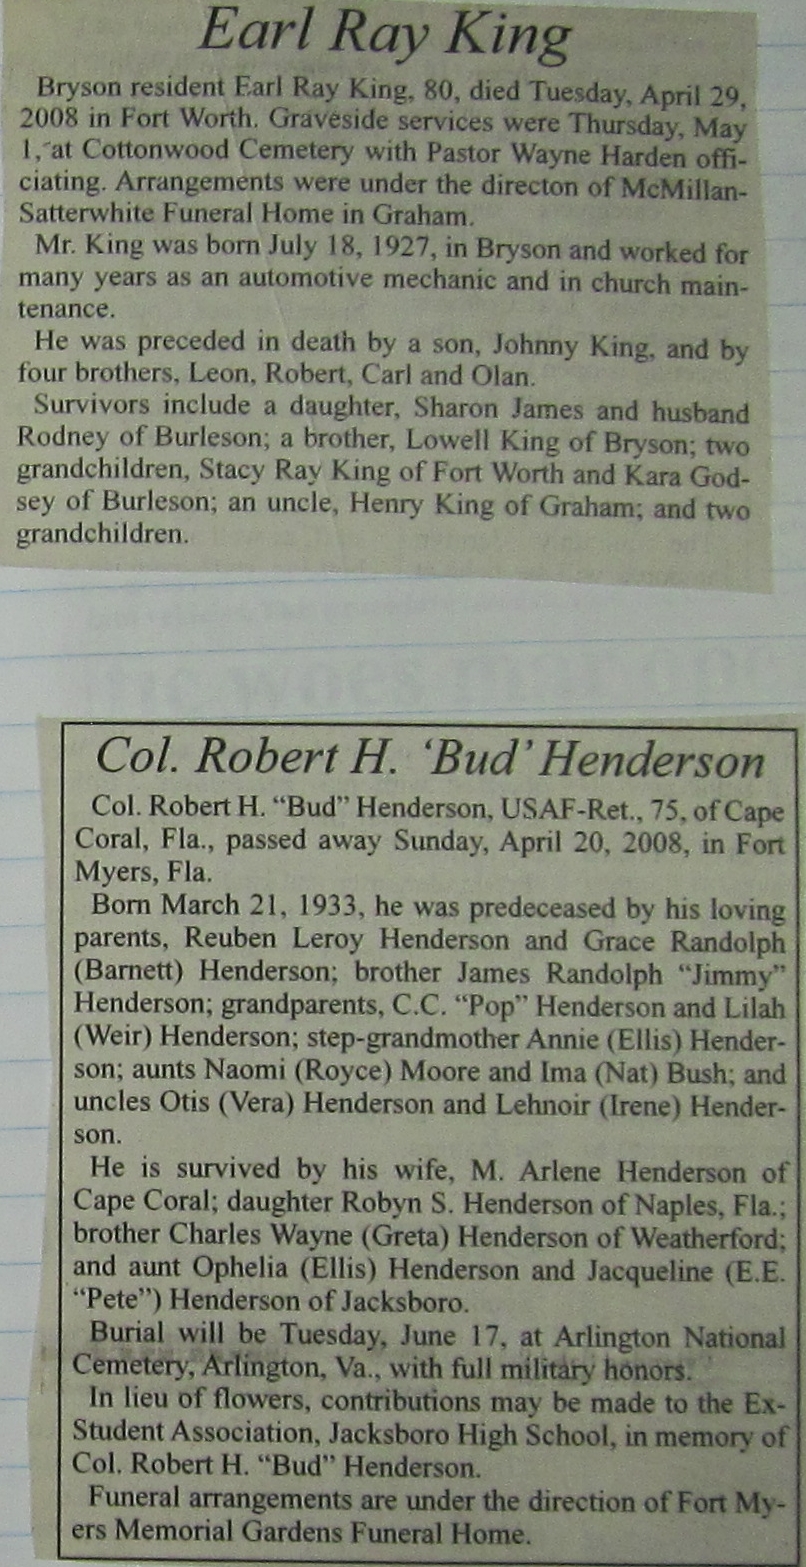 Earl Ray King
Bryson resident Earl Ray King, 80, died Tuesday, April 29,
2008 in Fort Worth. Graveside services were Thursday, May
1, at Cottonwood Cemetery with Pastor Wayne Harden offi-
ciating. Arrangements were under the directon of McMillan-
Satterwhite Funeral Home in Graham.
Mr. King was born July 18, 1927, in Bryson and worked for
many years as an automotive mechanic and in church main-
tenance.
He was preceded in death by a son, Johnny King, and by
four brothers, Leon, Robert, Carl and Olan.
Survivors include a daughter, Sharon James and husband
Rodney of Burleson; a brother, Lowell King of Bryson; two
grandchildren, Stacy Ray King of Fort Worth and Kara God-
sey of Burleson; an uncle, Henry King of Graham; and two
grandchildren.
Col. Robert H. ‘Bud’ Henderson
Col. Robert H. “Bud” Henderson, USAF-Ret., 75, of Cape
Coral, Fla., passed away Sunday, April 20, 2008, in Fort
Myers, Fla.
Born March 21, 1933, he was predeceased by his loving
parents, Reuben Leroy Henderson and Grace Randolph
(Barnett) Henderson; brother James Randolph “Jimmy”
Henderson; grandparents, C.C. “Pop” Henderson and Lilah
(Weir) Henderson; step-grandmother Annie (Ellis) Hender-
son; aunts Naomi (Royce) Moore and Ima (Nat) Bush; and
uncles Otis (Vera) Henderson and Lehnoir (Irene) Hender-
son.
He is survived by his wife, M. Arlene Henderson of
Cape Coral; daughter Robyn S. Henderson of Naples, Fla.;
brother Charles Wayne (Greta) Henderson of Weatherford;
and aunt Ophelia (Ellis) Henderson and Jacqueline (E.E.
“Pete”) Henderson of Jacksboro.
Burial will be Tuesday, June 17, at Arlington National
Cemetery, Arlington, Va., with full military honors.
In lieu of flowers, contributions may be made to the Ex-
Student Association, Jacksboro High School, in memory of
Col. Robert H. “Bud” Henderson.
Funeral arrangements are under the direction of Fort My-
ers Memorial Gardens Funeral Home.